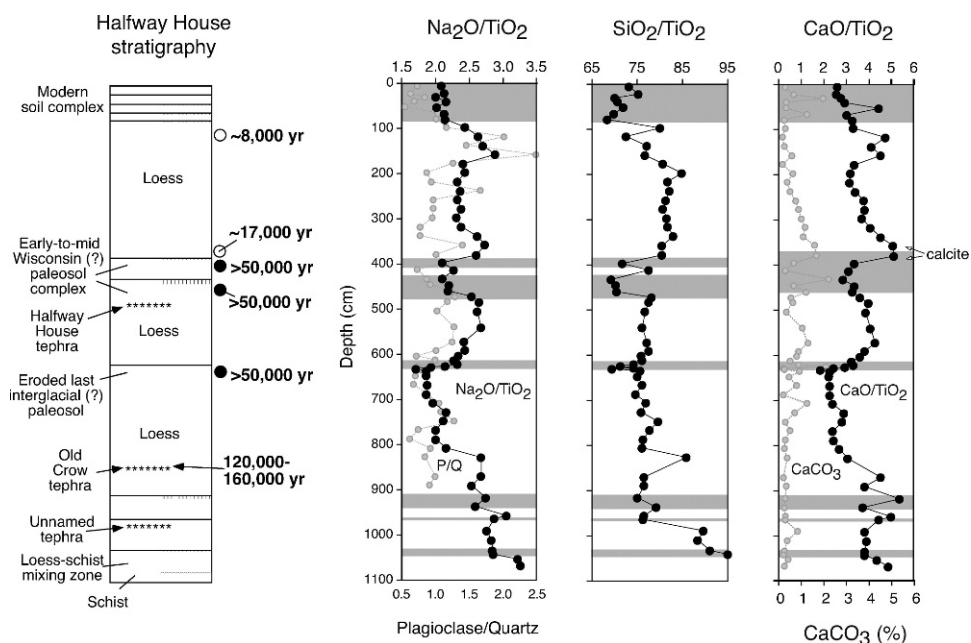 Halfway House
stratigraphy
Modern
soil complex
~8,000 yr
Loess
~17,000 yr
Early-to-mid
Wisconsin (?)
paleosol
complex
>50,000 yr
>50,000 yr
Halfway
House
tephra
Loess
>50,000 yr
Eroded last
interglacial (?)
paleosol
Loess
Old
Crow
tephra
120,000-
160,000 yr
Unnamed
tephra
Loess-schist
mixing zone
Schist
Na2O/TiO2
1.0 1.5 2.0 2.5 3.0
Depth (cm)
0
100
200
300
400
500
600
700
800
900
1000
1100
Na2O/TiO2
P/Q
0.5 1.0 1.5 2.0 2.5
Plagioclase/Quartz
SiO2/TiO2
65 75 85 95
65 75 85 95
CaO/TiO2
0 1 2 3 4 5 6
calcite
CaO/TiO2
CaCO3
0 1 2 3 4 5 6
CaCO3 (%)